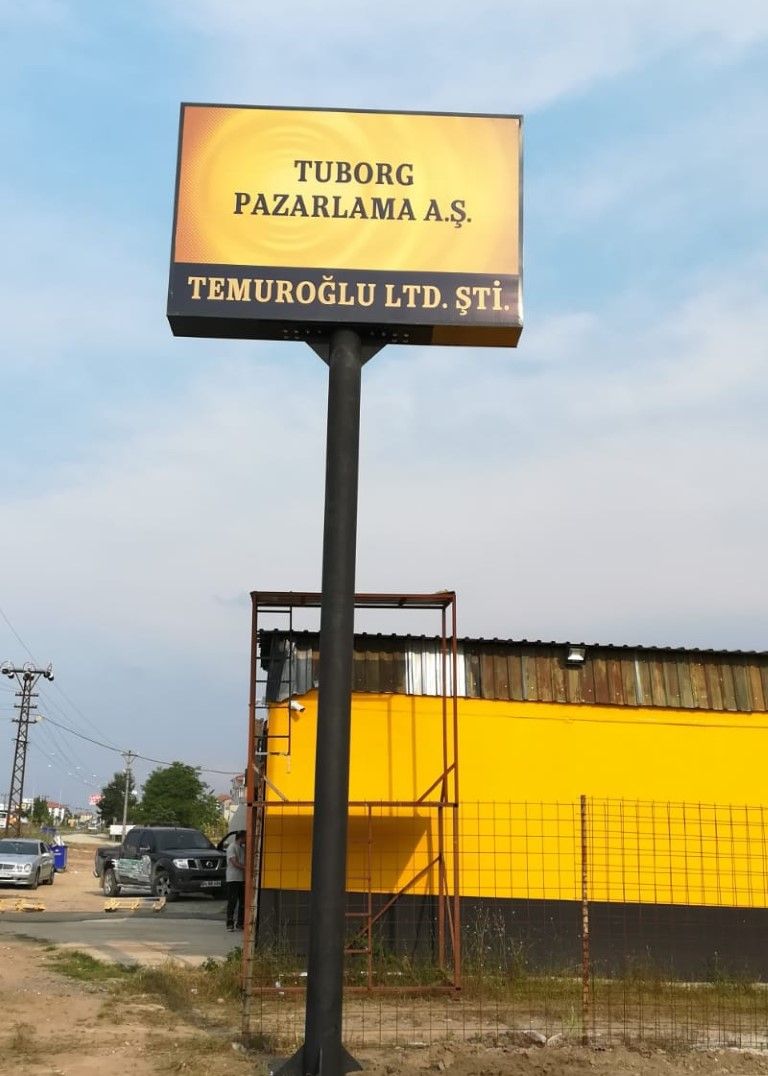 TUBORG
PAZARLAMA A.Ş.
TEMUROĞLU LTD. ŞTİ.